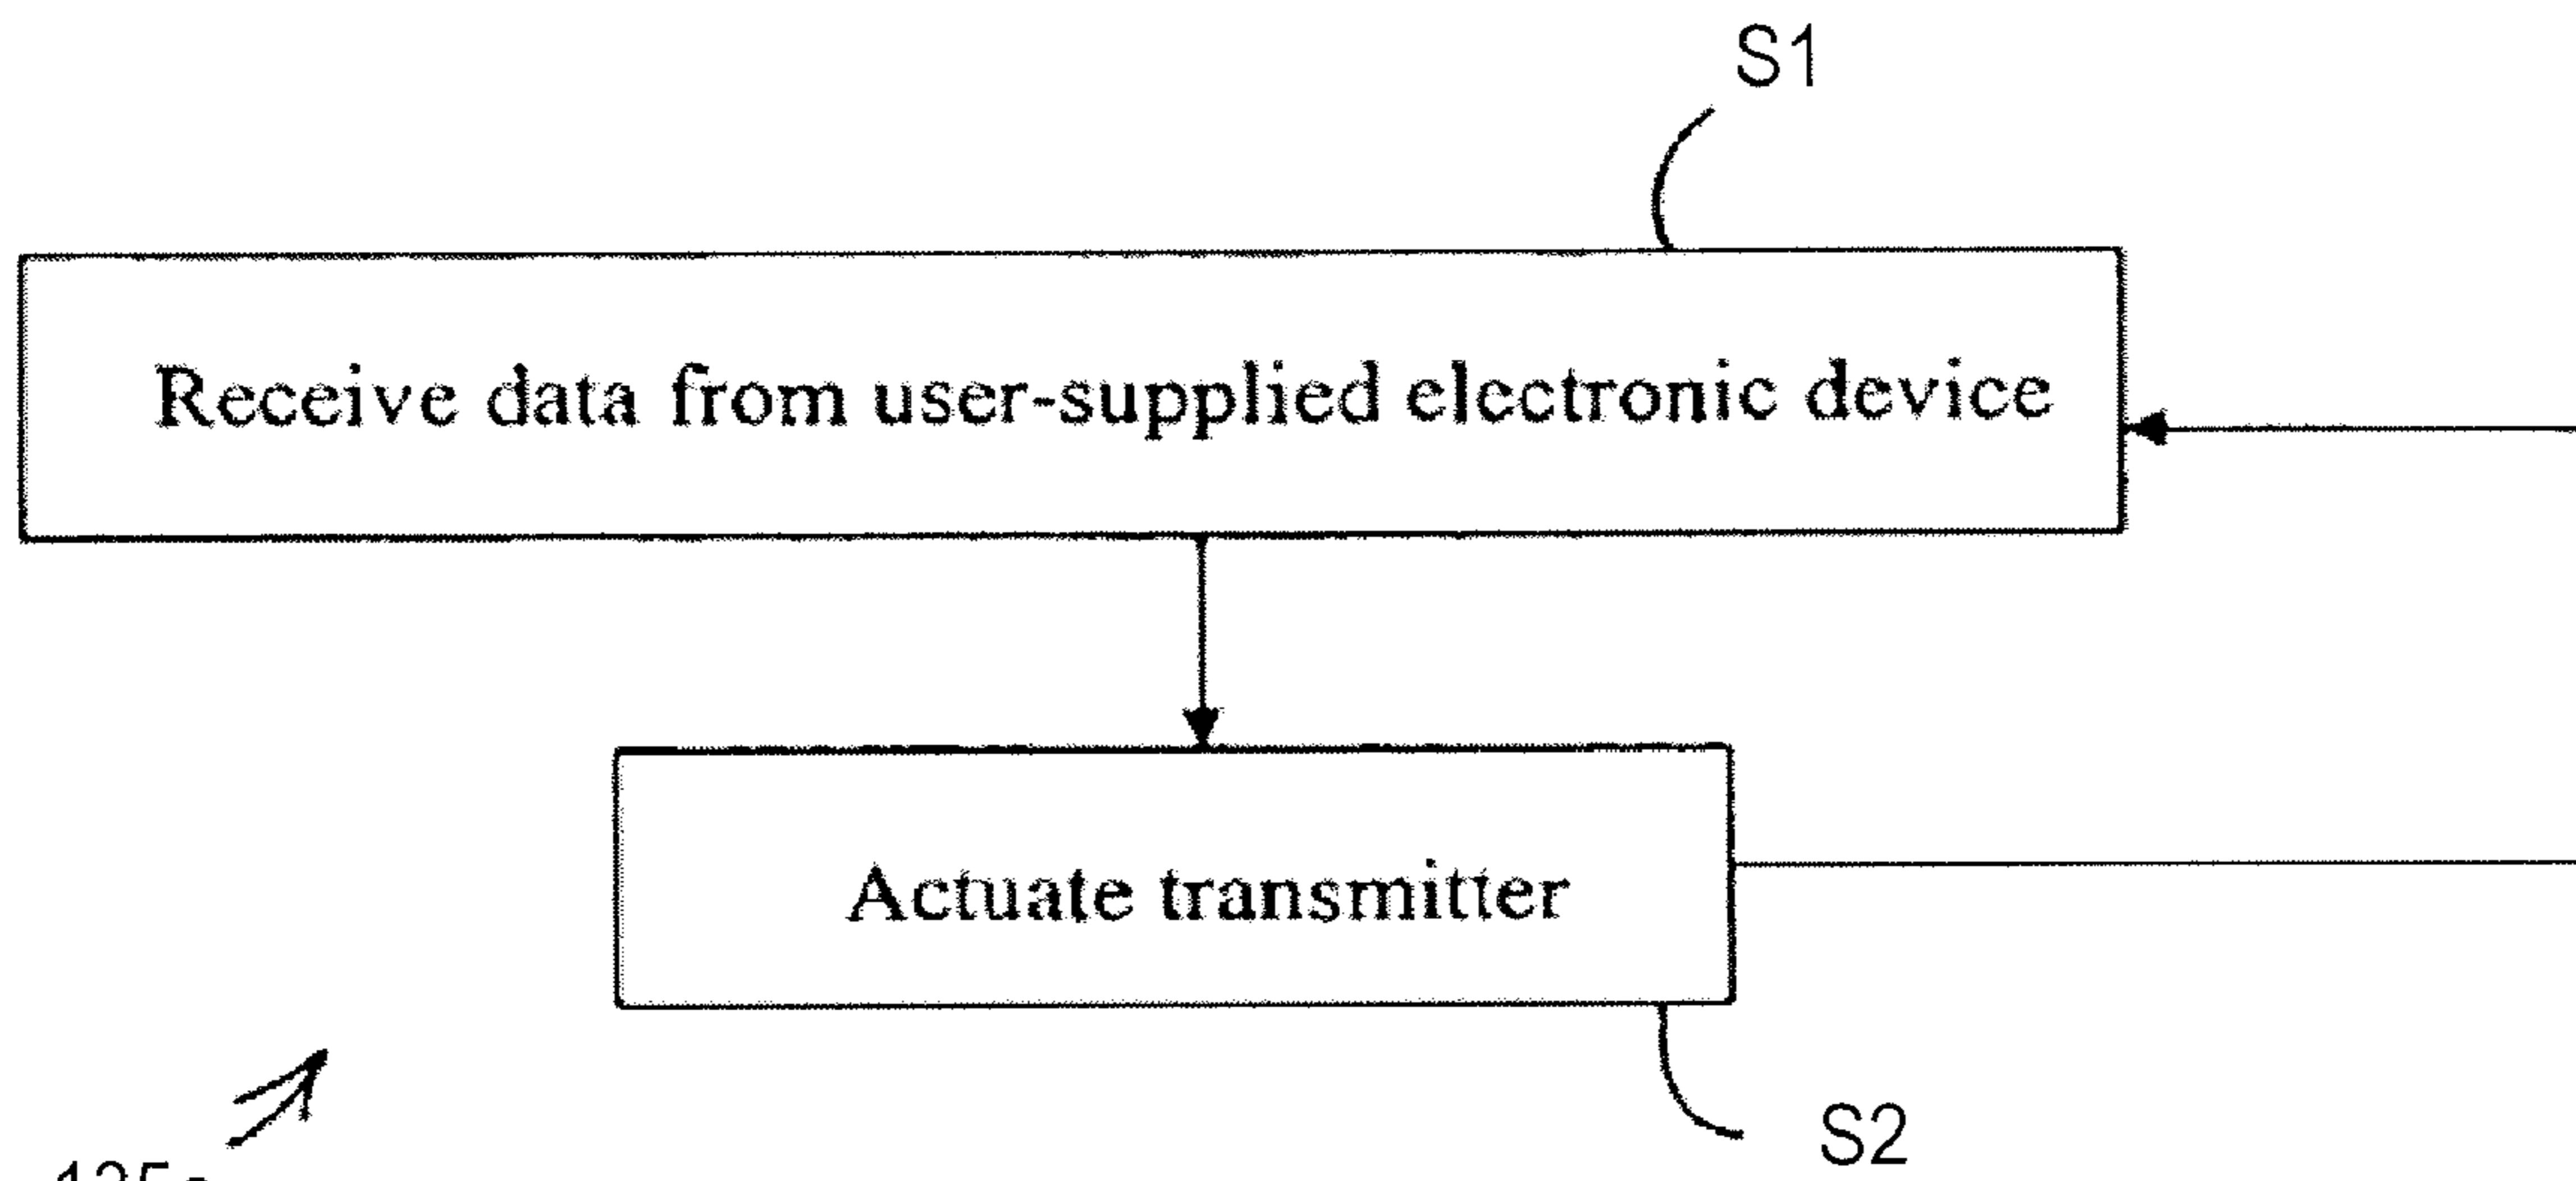 S1
Receive data from user-supplied electronic device
Actuate transmitter
S2